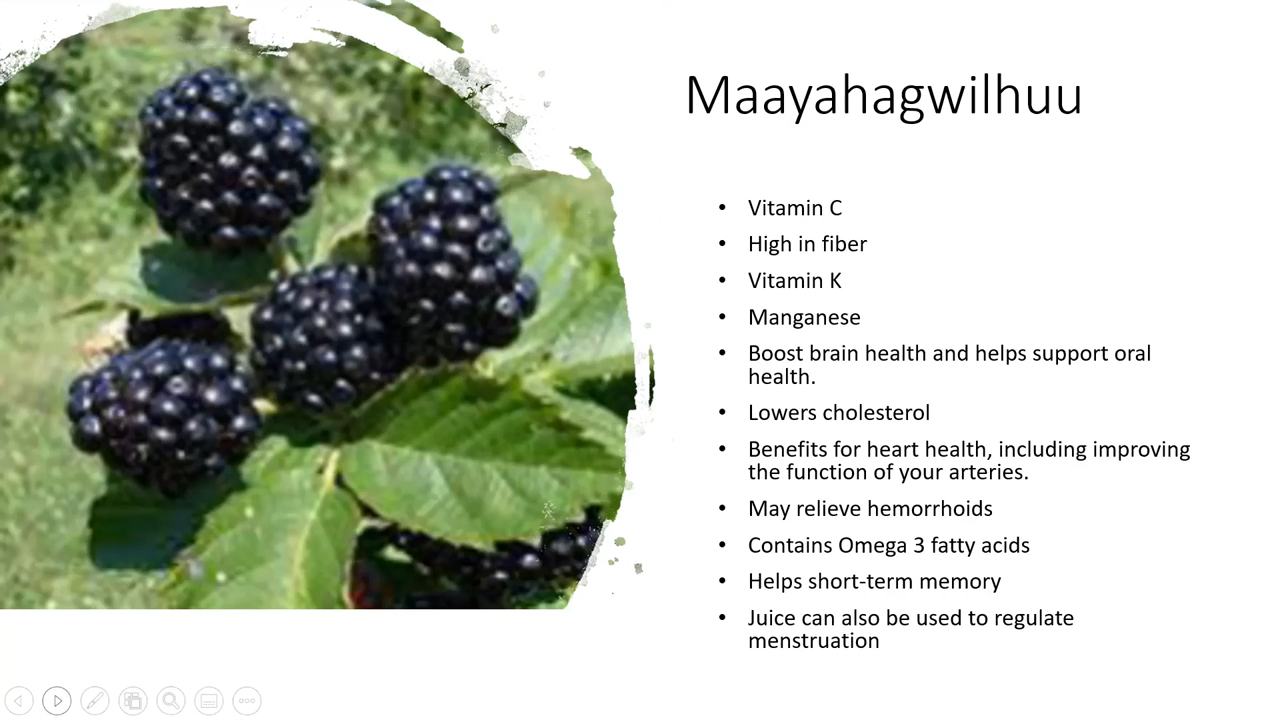 Maayahagwilhuu
• Vitamin C
• High in fiber
• Vitamin K
• Manganese
• Boost brain health and helps support oral
health.
• Lowers cholesterol
• Benefits for heart health, including improving
the function of your arteries.
• May relieve hemorrhoids
• Contains Omega 3 fatty acids
• Helps short-term memory
• Juice can also be used to regulate
menstruation